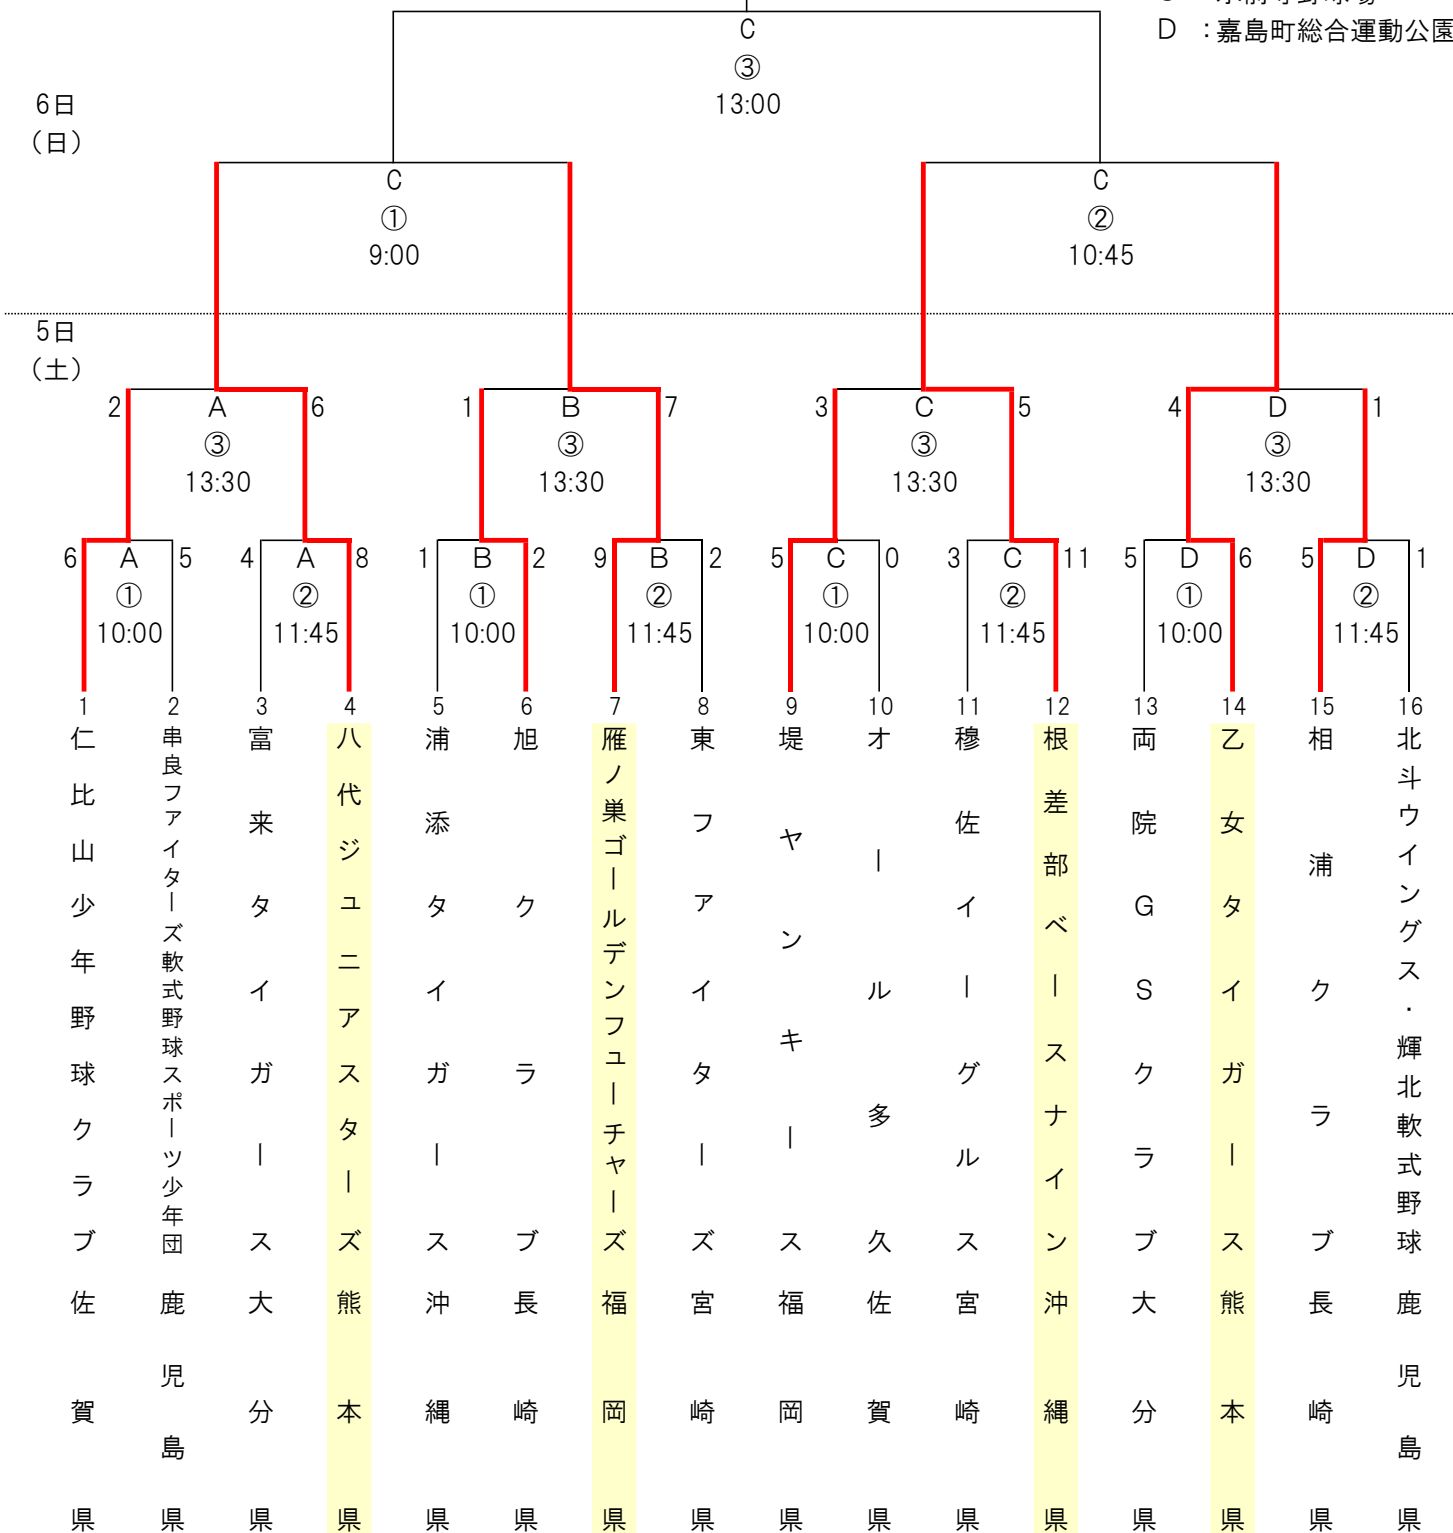 D ：嘉島町総合運動公園
C
③
13:00
6日
（日）
C
①
9:00
C
②
10:45
5日
（土）
2 A 6
③
13:30
1 B 7
③
13:30
3 C 5
③
13:30
4 D 1
③
13:30
6 A 5
①
10:00
4 A 8
②
11:45
1 B 2
①
10:00
9 B 2
②
11:45
5 C 0
①
10:00
3 C 11
②
11:45
5 D 6
①
10:00
5 D 1
②
11:45
1 仁比山少年野球クラブ 佐賀県
2 串良ファイターズ軟式野球スポーツ少年団 鹿児島県
3 富来タイガース 大分県
4 八代ジュニアスターズ 熊本県
5 浦添タイガース 沖縄県
6 旭クラブ 長崎県
7 雁ノ巣ゴールデンフューチャーズ 福岡県
8 東ファイターズ 宮崎県
9 堤ヤンキース 福岡県
10 オール多久 佐賀県
11 穆佐イーグルス 宮崎県
12 根差部ベースナイン 沖縄県
13 両院GSクラブ 大分県
14 乙女タイガース 熊本県
15 相浦クラブ 長崎県
16 北斗ウイングス・輝北軟式野球 鹿児島県